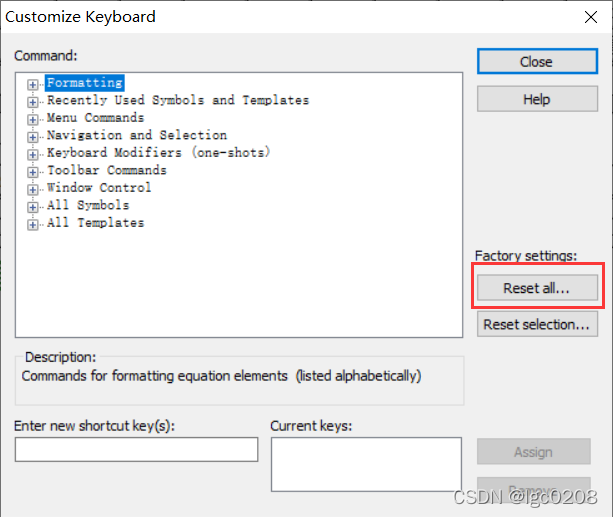 Customize Keyboard
Command:
Formatting
Recently Used Symbols and Templates
Menu Commands
Navigation and Selection
Keyboard Modifiers (one-shots)
Toolbar Commands
Window Control
All Symbols
All Templates
Close
Help
Factory settings:
Reset all...
Reset selection...
Description:
Commands for formatting equation elements (listed alphabetically)
Enter new shortcut key(s):
Current keys:
Assign
Remove
CSDN @lgc0208